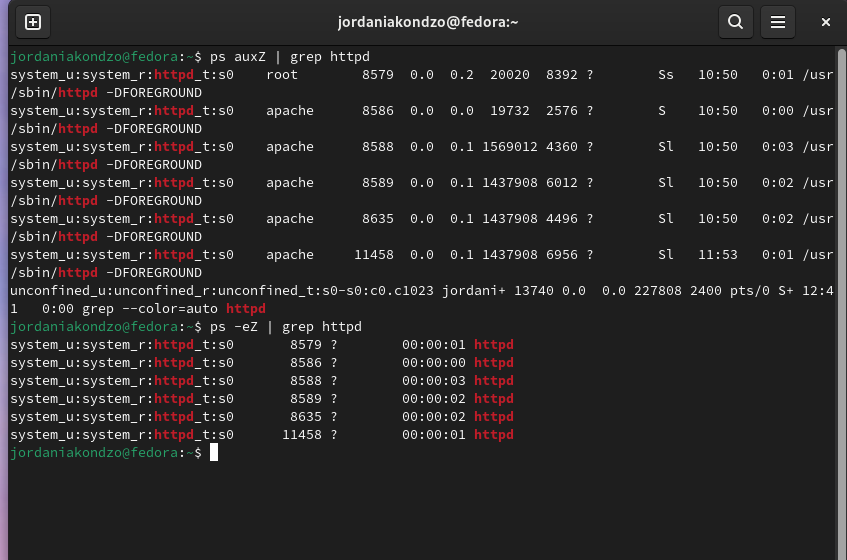 jordaniakondzo@fedora:~
jordaniakondzo@fedora:~$ ps auxZ | grep httpd
system_u:system_r:httpd_t:s0    root        8579  0.0  0.2  20020  8392 ?        Ss   10:50   0:01 /usr
/sbin/httpd -DFOREGROUND
system_u:system_r:httpd_t:s0    apache      8586  0.0  0.0  19732  2576 ?        S    10:50   0:00 /usr
/sbin/httpd -DFOREGROUND
system_u:system_r:httpd_t:s0    apache      8588  0.0  0.1 1569012 4360 ?        Sl   10:50   0:03 /usr
/sbin/httpd -DFOREGROUND
system_u:system_r:httpd_t:s0    apache      8589  0.0  0.1 1437908 6012 ?        Sl   10:50   0:02 /usr
/sbin/httpd -DFOREGROUND
system_u:system_r:httpd_t:s0    apache      8635  0.0  0.1 1437908 4496 ?        Sl   10:50   0:02 /usr
/sbin/httpd -DFOREGROUND
system_u:system_r:httpd_t:s0    apache     11458  0.0  0.1 1437908 6956 ?        Sl   11:53   0:01 /usr
/sbin/httpd -DFOREGROUND
unconfined_u:unconfined_r:unconfined_t:s0-s0:c0.c1023 jordani+ 13740 0.0  0.0 227808 2400 pts/0 S+ 12:4
1   0:00 grep --color=auto httpd
jordaniakondzo@fedora:~$ ps -eZ | grep httpd
system_u:system_r:httpd_t:s0       8579 ?        00:00:01 httpd
system_u:system_r:httpd_t:s0       8586 ?        00:00:00 httpd
system_u:system_r:httpd_t:s0       8588 ?        00:00:03 httpd
system_u:system_r:httpd_t:s0       8589 ?        00:00:02 httpd
system_u:system_r:httpd_t:s0       8635 ?        00:00:02 httpd
system_u:system_r:httpd_t:s0      11458 ?        00:00:01 httpd
jordaniakondzo@fedora:~$